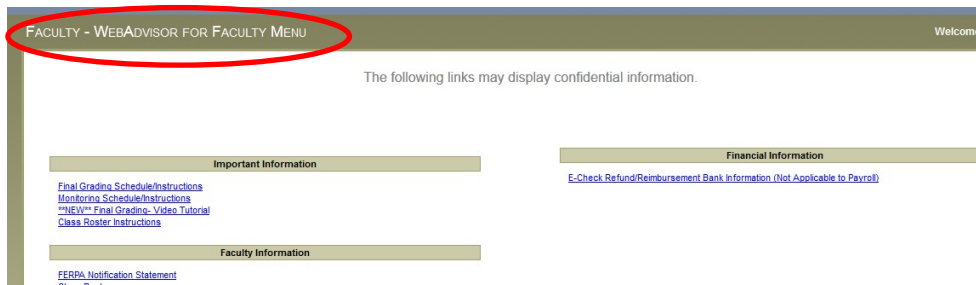 FACULTY - WEBADVISOR FOR FACULTY MENU
Welcome
The following links may display confidential information.
Important Information
Final Grading Schedule/Instructions
Monitoring Schedule/Instructions
**NEW** Final Grading- Video Tutorial
Class Roster Instructions
Faculty Information
FERPA Notification Statement
Financial Information
E-Check Refund/Reimbursement Bank Information (Not Applicable to Payroll)